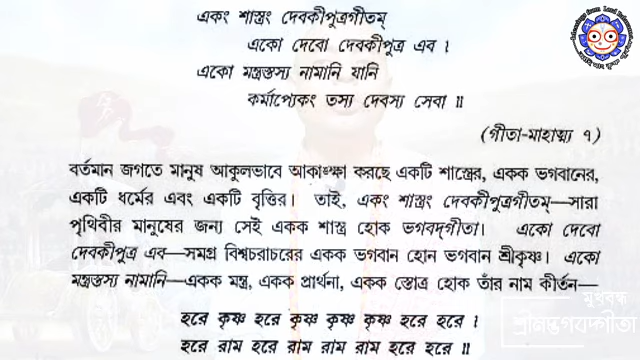 একং শাস্ত্রং দেবকীপুত্রগীতম্
একো দেবো দেবকীপুত্র এব ৷
একো মন্ত্রস্তস্য নামানি যানি
কর্মাপ্যেকং তস্য দেবস্য সেবা ॥
(গীতা-মাহাত্ম্য ৭)
বর্তমান জগতে মানুষ আকুলভাবে আকাঙ্ক্ষা করছে একটি শাস্ত্রের, একক ভগবানের,
একটি ধর্মের এবং একটি বৃত্তির। তাই, একং শাস্ত্রং দেবকীপুত্রগীতম্—সারা
পৃথিবীর মানুষের জন্য সেই একক শাস্ত্র হোক ভগবদ্‌গীতা। একো দেবো
দেবকীপুত্র এব—সমগ্র বিশ্বচরাচরের একক ভগবান হোন ভগবান শ্রীকৃষ্ণ। একো
মন্ত্রস্তস্য নামানি—একক মন্ত্র, একক প্রার্থনা, একক স্তোত্র হোক তাঁর নাম কীর্তন—
হরে কৃষ্ণ হরে কৃষ্ণ কৃষ্ণ কৃষ্ণ হরে হরে ৷
হরে রাম হরে রাম রাম রাম হরে হরে ॥
মুখবন্ধ
শ্রীমদ্ভগবদ্গীতা